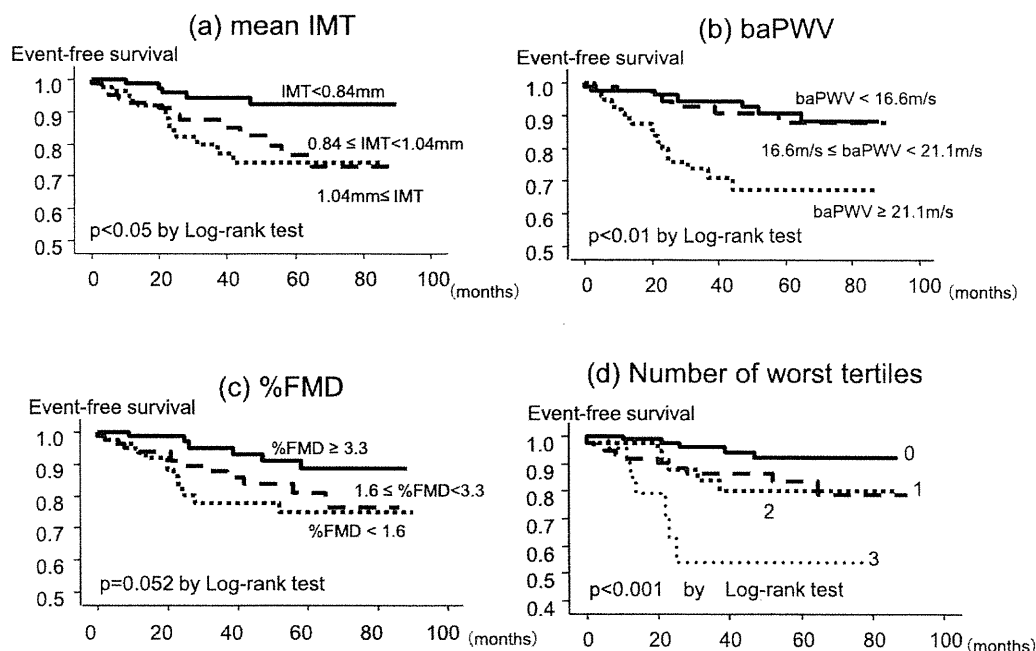 (a) mean IMT
Event-free survival
1.0
0.9
0.8
0.7
0.6
0.5
IMT<0.84mm
0.84 ≤ IMT<1.04mm
1.04mm≤ IMT
p<0.05 by Log-rank test
0 20 40 60 80 100 (months)
(b) baPWV
Event-free survival
1.0
0.9
0.8
0.7
0.6
0.5
baPWV < 16.6m/s
16.6m/s ≤ baPWV < 21.1m/s
baPWV ≥ 21.1m/s
p<0.01 by Log-rank test
0 20 40 60 80 100 (months)
(c) %FMD
Event-free survival
1.0
0.9
0.8
0.7
0.6
0.5
%FMD ≥ 3.3
1.6 ≤ %FMD<3.3
%FMD < 1.6
p=0.052 by Log-rank test
0 20 40 60 80 100 (months)
(d) Number of worst tertiles
Event-free survival
1.0
0.9
0.8
0.7
0.6
0.5
0.4
0
1
2
3
p<0.001 by Log-rank test
0 20 40 60 80 100 (months)